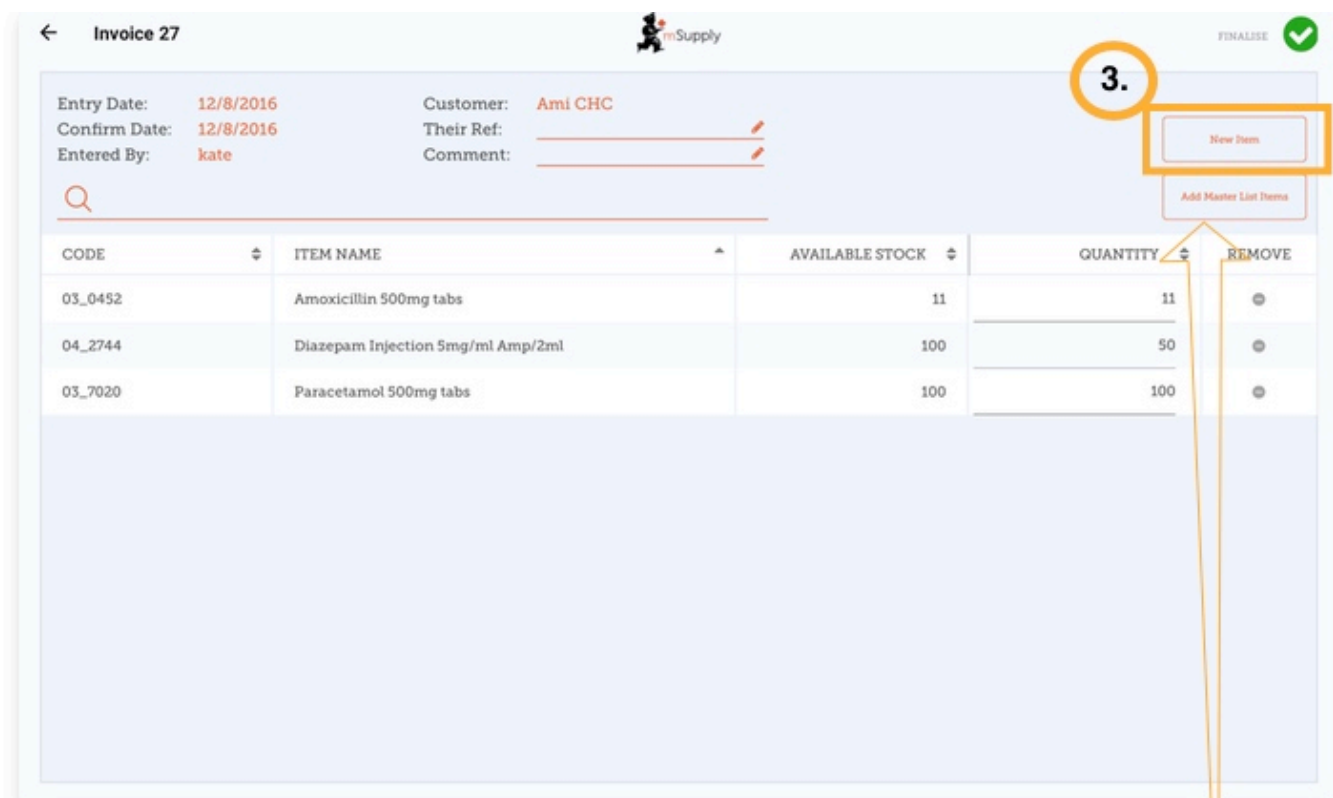 Invoice 27
mSupply
FINALISE
3.
Entry Date: 12/8/2016 Customer: Ami CHC
Confirm Date: 12/8/2016 Their Ref:
Entered By: kate Comment:
New Item
Add Master List Items
CODE ITEM NAME AVAILABLE STOCK QUANTITY REMOVE
03_0452 Amoxicillin 500mg tabs 11 11
04_2744 Diazepam Injection 5mg/ml Amp/2ml 100 50
03_7020 Paracetamol 500mg tabs 100 100